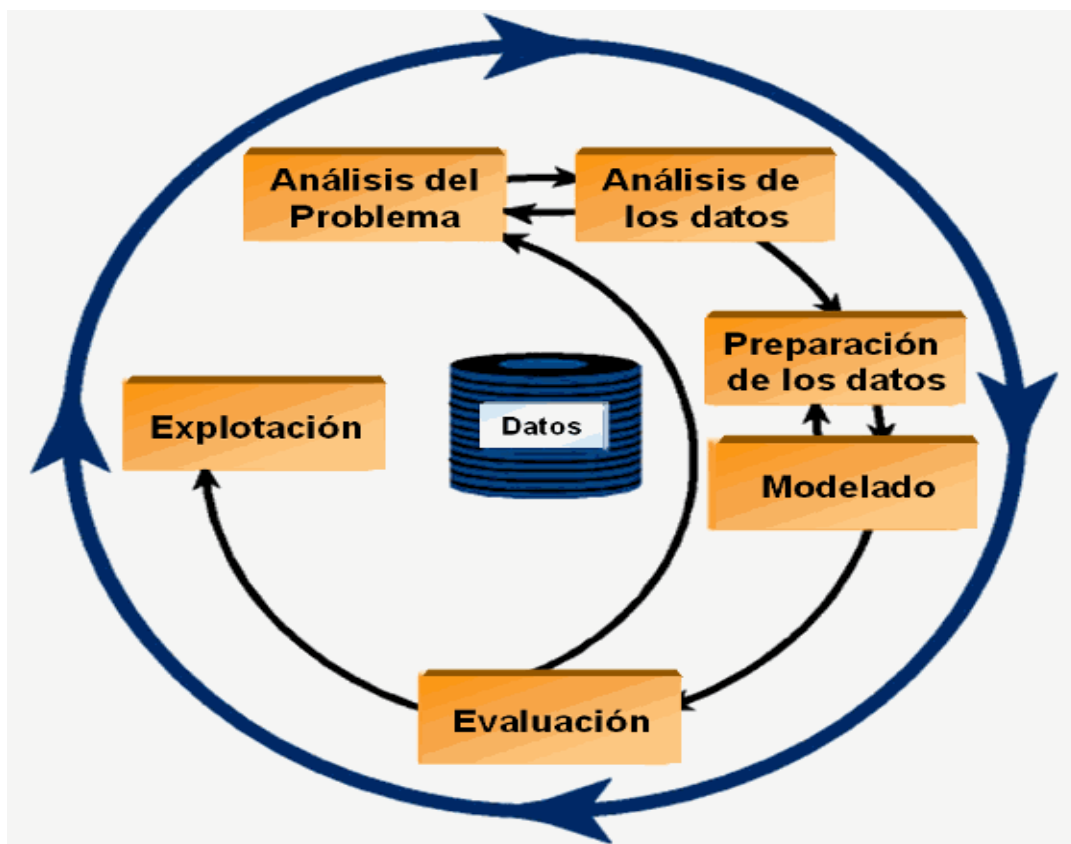 Análisis del
Problema
Análisis de
los datos
Preparación
de los datos
Explotación
Datos
Modelado
Evaluación